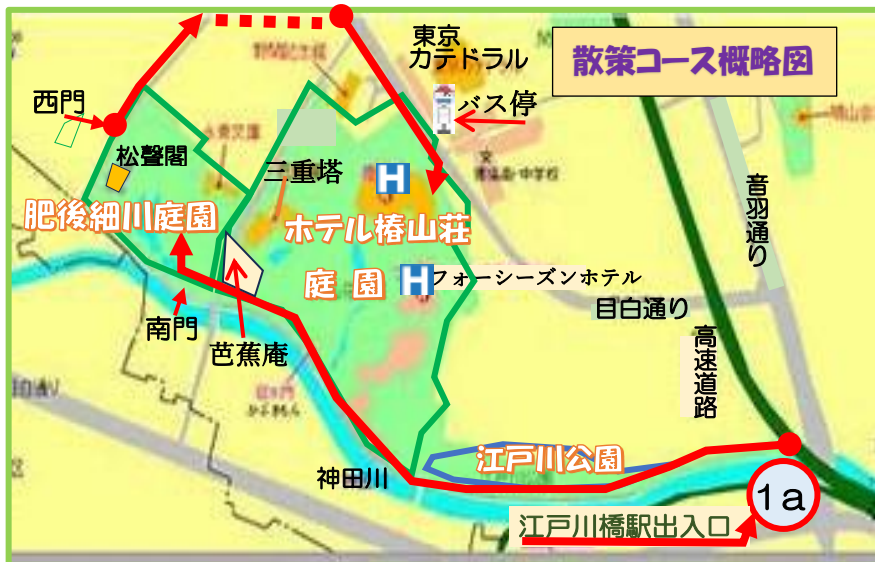 散策コース概略図
東京
カテドラル
バス停
西門
松聲閣
永青文庫
三重塔
H
肥後細川庭園
ホテル椿山荘
庭園
H
フォーシーズンホテル
音羽通り
目白通り
高速道路
南門
芭蕉庵
神田川
江戸川公園
1a
江戸川橋駅出入口